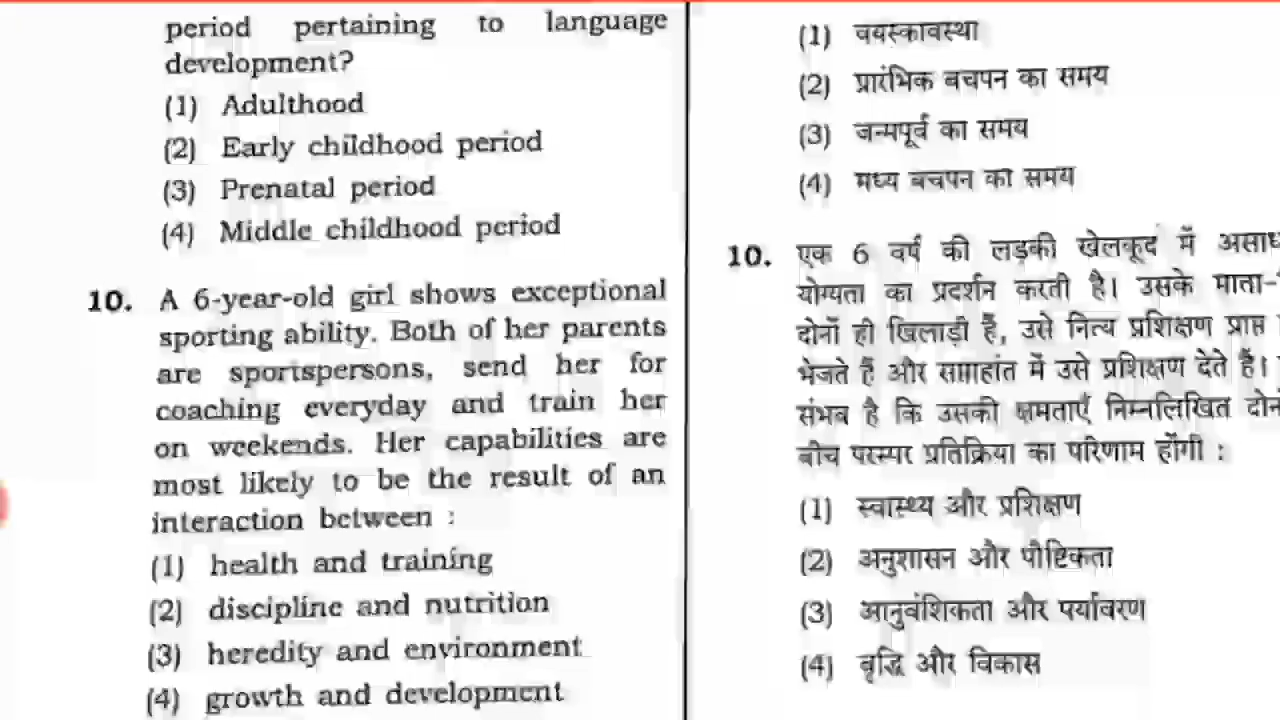 period pertaining to language
development?
(1) Adulthood
(2) Early childhood period
(3) Prenatal period
(4) Middle childhood period
10. A 6-year-old girl shows exceptional
sporting ability. Both of her parents
are sportspersons, send her for
coaching everyday and train her
on weekends. Her capabilities are
most likely to be the result of an
interaction between :
(1) health and training
(2) discipline and nutrition
(3) heredity and environment
(4) growth and development
(1) वयस्कावस्था
(2) प्रारंभिक बचपन का समय
(3) जन्मपूर्व का समय
(4) मध्य बचपन का समय
10. एक 6 वर्ष की लड़की खेलकूद में
योग्यता का प्रदर्शन करती है। उसके माता-
दोनों ही खिलाड़ी हैं, उसे नित्य प्रशिक्षण प्राप्त
भेजते हैं और सप्ताहांत में उसे प्रशिक्षण देते हैं।
संभव है कि उसकी क्षमताएँ निम्नलिखित
बीच परस्पर प्रतिक्रिया का परिणाम होंगी :
(1) स्वास्थ्य और प्रशिक्षण
(2) अनुशासन और पौष्टिकता
(3) आनुवंशिकता और पर्यावरण
(4) वृद्धि और विकास